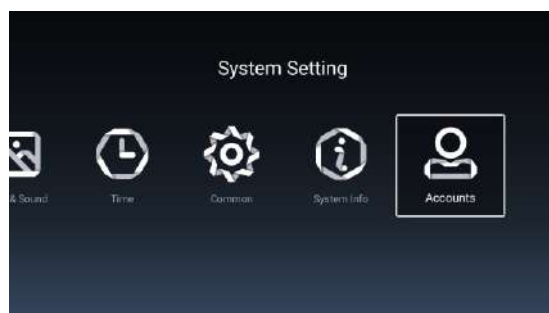 System Setting
& Sound
Time
Common
System Info
Accounts